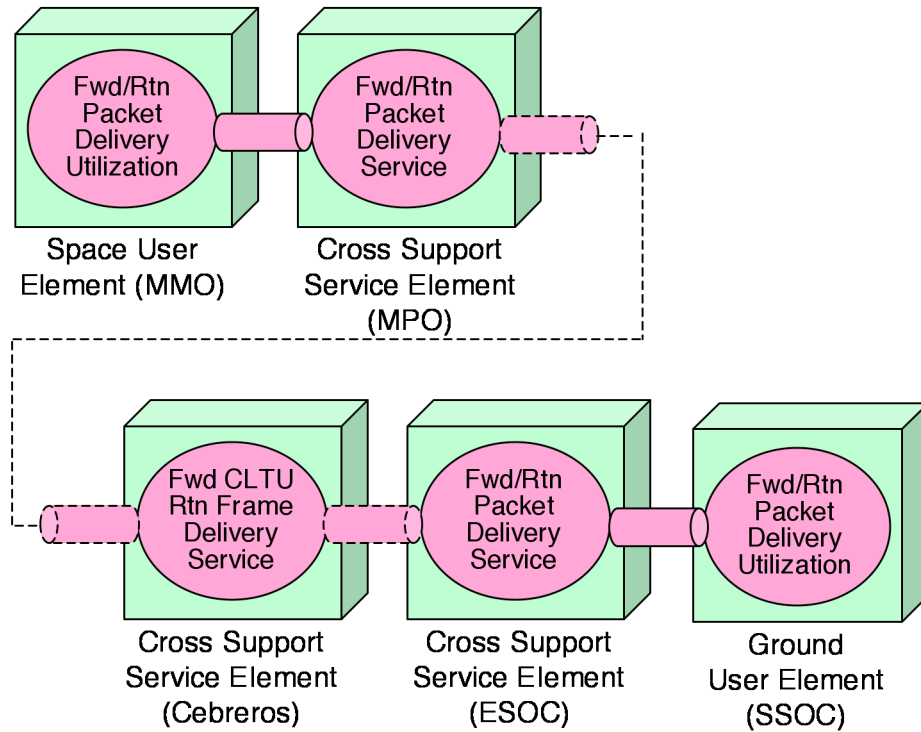 Fwd/Rtn
Packet
Delivery
Utilization
Fwd/Rtn
Packet
Delivery
Service
Space User
Element (MMO)
Cross Support
Service Element
(MPO)
Fwd CLTU
Rtn Frame
Delivery
Service
Fwd/Rtn
Packet
Delivery
Service
Fwd/Rtn
Packet
Delivery
Utilization
Cross Support
Service Element
(Cebreros)
Cross Support
Service Element
(ESOC)
Ground
User Element
(SSOC)